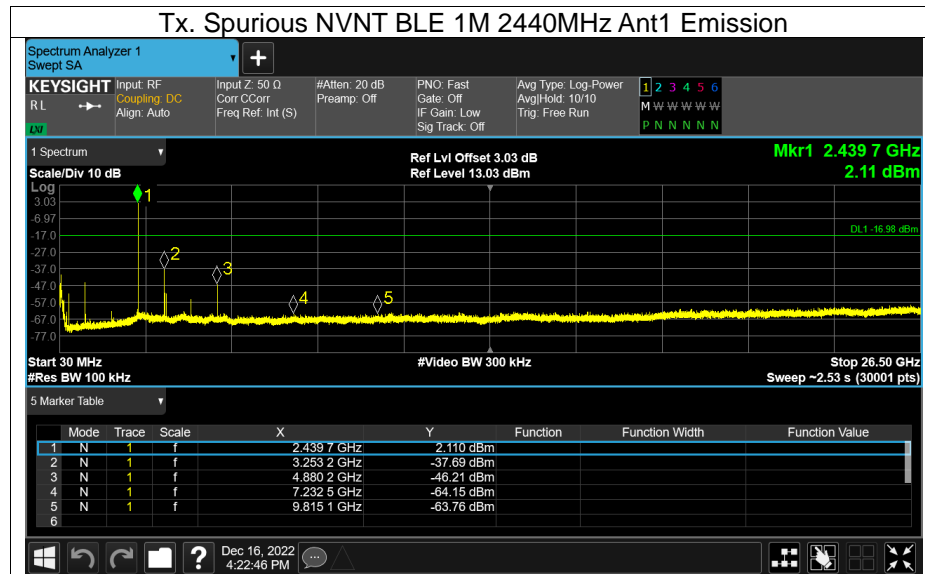 Tx. Spurious NVNT BLE 1M 2440MHz Ant1 Emission
Spectrum Analyzer 1
Swept SA
+
KEYSIGHT
R L
LXI
Input: RF
Coupling: DC
Align: Auto
Input Z: 50 Ω
Corr CCorr
Freq Ref: Int (S)
#Atten: 20 dB
Preamp: Off
PNO: Fast
Gate: Off
IF Gain: Low
Sig Track: Off
Avg Type: Log-Power
Avg|Hold: 10/10
Trig: Free Run
1 2 3 4 5 6
M W W W W W
P N N N N N
1 Spectrum
Scale/Div 10 dB
Ref Lvl Offset 3.03 dB
Ref Level 13.03 dBm
Mkr1 2.439 7 GHz
2.11 dBm
Log
3.03
-6.97
-17.0
-27.0
-37.0
-47.0
-57.0
-67.0
-77.0
1
2
3
4
5
DL1 -16.98 dBm
Start 30 MHz
#Res BW 100 kHz
#Video BW 300 kHz
Stop 26.50 GHz
Sweep ~2.53 s (30001 pts)
5 Marker Table
Mode Trace Scale X Y Function Function Width Function Value
1 N 1 f 2.439 7 GHz 2.110 dBm
2 N 1 f 3.253 2 GHz -37.69 dBm
3 N 1 f 4.880 2 GHz -46.21 dBm
4 N 1 f 7.232 5 GHz -64.15 dBm
5 N 1 f 9.815 1 GHz -63.76 dBm
6
?
Dec 16, 2022
4:22:46 PM